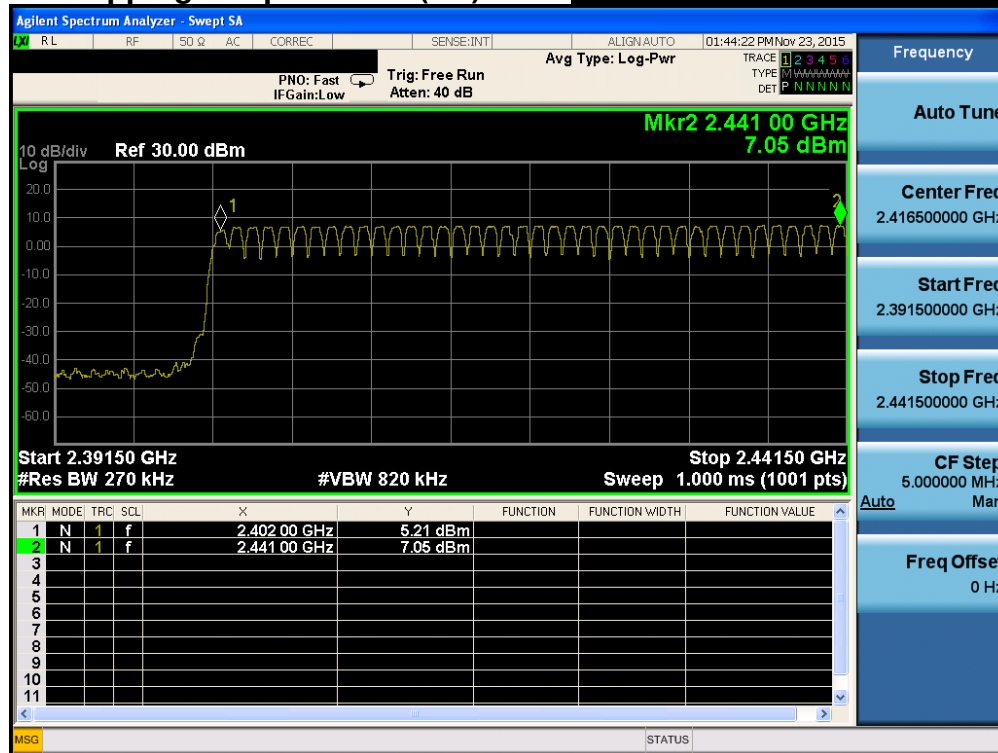 Agilent Spectrum Analyzer - Swept SA
LXI RL RF 50 Ω AC CORREC SENSE:INT ALIGN AUTO 01:44:22 PM Nov 23, 2015
Avg Type: Log-Pwr
PNO: Fast
IFGain:Low
Trig: Free Run
Atten: 40 dB
TRACE 1 2 3 4 5 6
TYPE M
DET P N N N N N
Mkr2 2.441 00 GHz
7.05 dBm
10 dB/div Ref 30.00 dBm
Log
20.0
10.0
0.00
-10.0
-20.0
-30.0
-40.0
-50.0
-60.0
1
2
Start 2.39150 GHz Stop 2.44150 GHz
#Res BW 270 kHz #VBW 820 kHz Sweep 1.000 ms (1001 pts)
MKR MODE TRC SCL X Y FUNCTION FUNCTION WIDTH FUNCTION VALUE
1 N 1 f 2.402 00 GHz 5.21 dBm
2 N 1 f 2.441 00 GHz 7.05 dBm
3
4
5
6
7
8
9
10
11
MSG STATUS
Frequency
Auto Tune
Center Freq
2.416500000 GHz
Start Freq
2.391500000 GHz
Stop Freq
2.441500000 GHz
CF Step
5.000000 MHz
Auto Man
Freq Offset
0 Hz